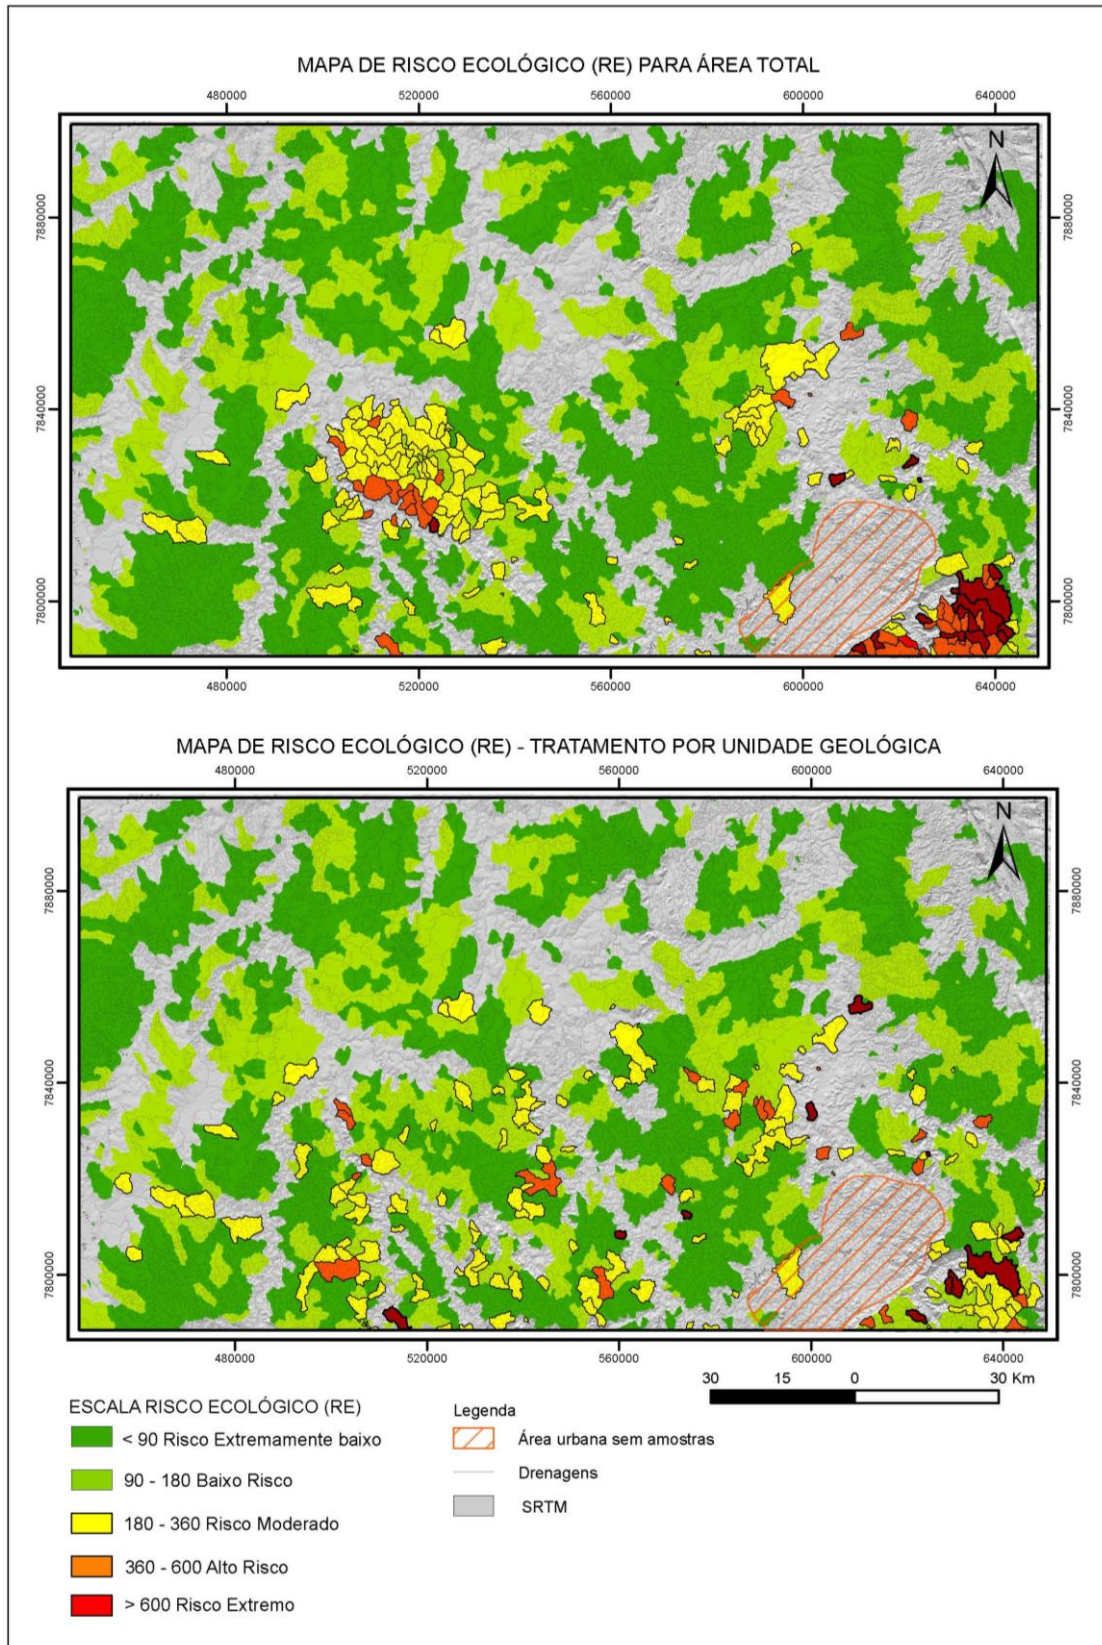 MAPA DE RISCO ECOLÓGICO (RE) PARA ÁREA TOTAL
480000 520000 560000 600000 640000
N
7880000 7880000
7840000 7840000
7800000 7800000
480000 520000 560000 600000 640000
MAPA DE RISCO ECOLÓGICO (RE) - TRATAMENTO POR UNIDADE GEOLÓGICA
480000 520000 560000 600000 640000
N
7880000 7880000
7840000 7840000
7800000 7800000
480000 520000 560000 600000 640000
30 15 0 30 Km
ESCALA RISCO ECOLÓGICO (RE)
< 90 Risco Extremamente baixo
90 - 180 Baixo Risco
180 - 360 Risco Moderado
360 - 600 Alto Risco
> 600 Risco Extremo
Legenda
Área urbana sem amostras
Drenagens
SRTM